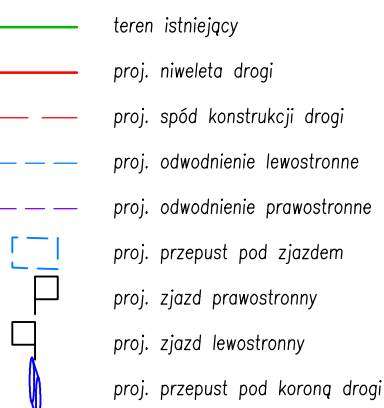 teren istniejący
proj. niweleta drogi
proj. spód konstrukcji drogi
proj. odwodnienie lewostronne
proj. odwodnienie prawostronne
proj. przepust pod zjazdem
proj. zjazd prawostronny
proj. zjazd lewostronny
proj. przepust pod koroną drogi